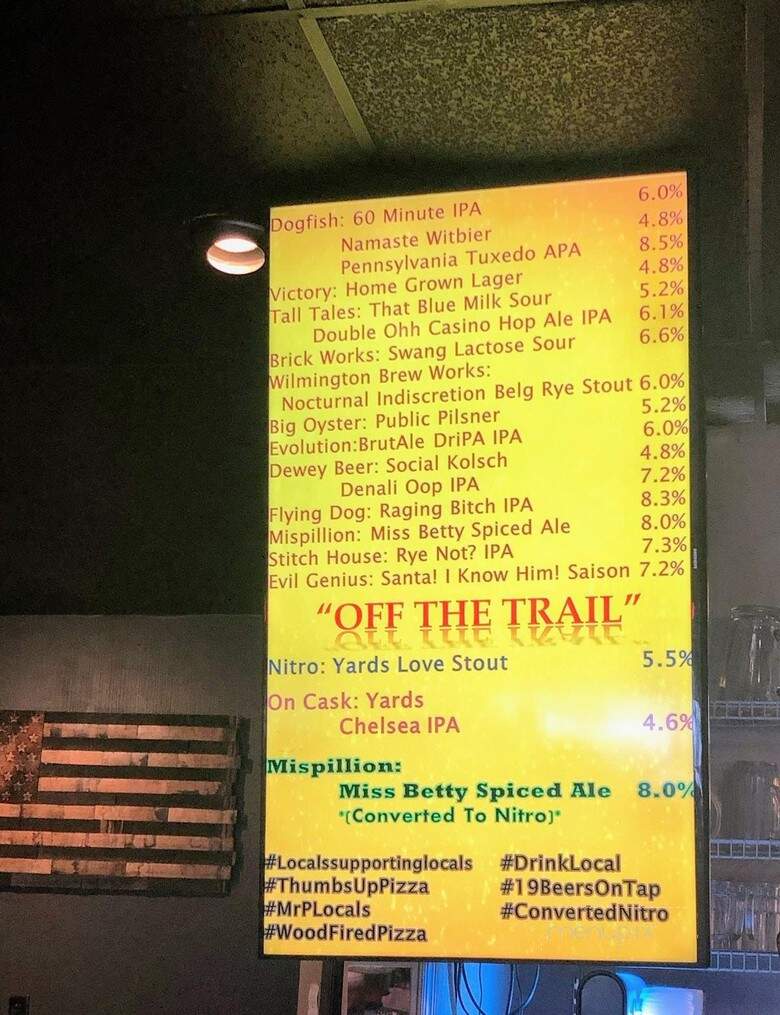 Dogfish: 60 Minute IPA 6.0%
Namaste Witbier 4.8%
Pennsylvania Tuxedo APA 8.5%
Victory: Home Grown Lager 4.8%
Tall Tales: That Blue Milk Sour 5.2%
Double Ohh Casino Hop Ale IPA 6.1%
Brick Works: Swang Lactose Sour 6.6%
Wilmington Brew Works:
Nocturnal Indiscretion Belg Rye Stout 6.0%
Big Oyster: Public Pilsner 5.2%
Evolution:BrutAle DriPA IPA 6.0%
Dewey Beer: Social Kolsch 4.8%
Denali Oop IPA 7.2%
Flying Dog: Raging Bitch IPA 8.3%
Mispillion: Miss Betty Spiced Ale 8.0%
Stitch House: Rye Not? IPA 7.3%
Evil Genius: Santa! I Know Him! Saison 7.2%
“OFF THE TRAIL”
Nitro: Yards Love Stout 5.5%
On Cask: Yards
Chelsea IPA 4.6%
Mispillion:
Miss Betty Spiced Ale 8.0%
*(Converted To Nitro)*
#Localssupportinglocals #DrinkLocal
#ThumbsUpPizza #19BeersOnTap
#MrPLocals #ConvertedNitro
#WoodFiredPizza